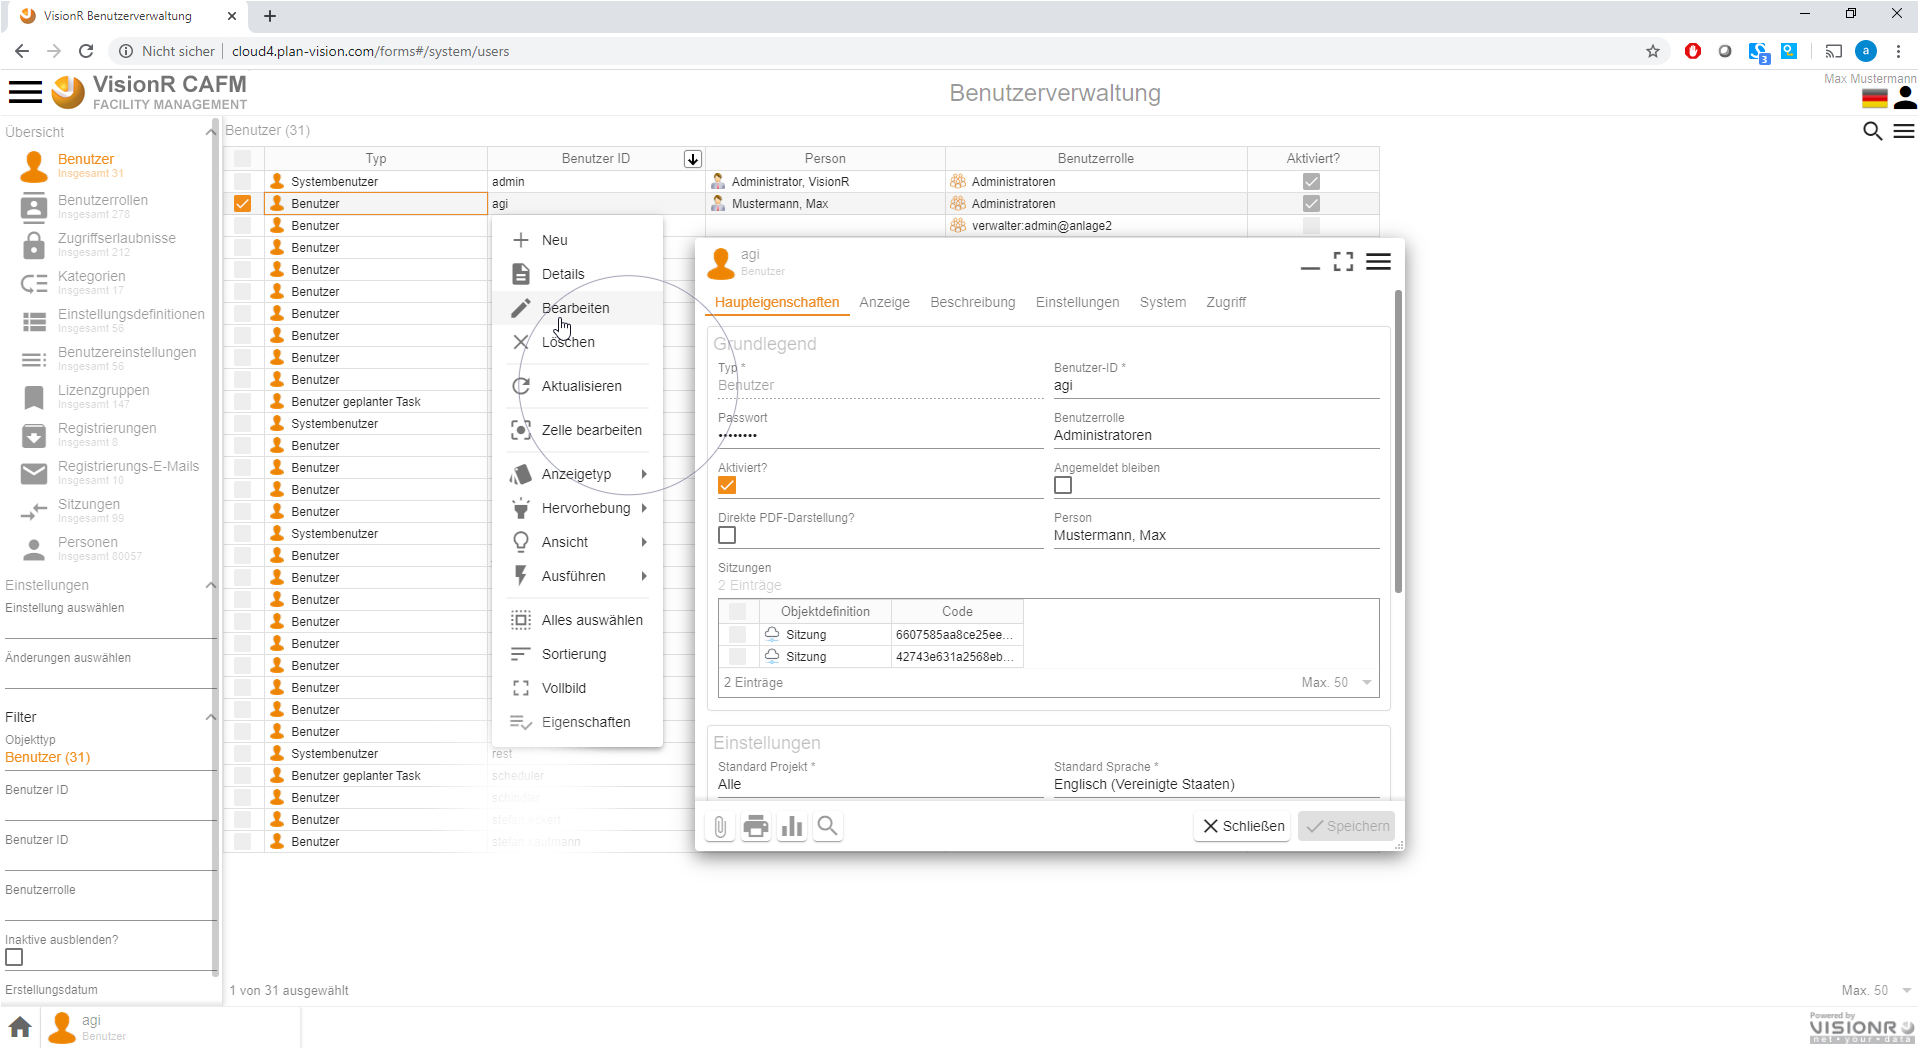 VisionR Benutzerverwaltung
Nicht sicher
cloud4.plan-vision.com/forms#/system/users
3
a
VisionR CAFM
FACILITY MANAGEMENT
Benutzerverwaltung
Max Mustermann
Übersicht
Benutzer
Insgesamt 31
Benutzerrollen
Insgesamt 278
Zugriffserlaubnisse
Insgesamt 212
Kategorien
Insgesamt 17
Einstellungsdefinitionen
Insgesamt 56
Benutzereinstellungen
Insgesamt 56
Lizenzgruppen
Insgesamt 147
Registrierungen
Insgesamt 8
Registrierungs-E-Mails
Insgesamt 10
Sitzungen
Insgesamt 99
Personen
Insgesamt 80057
Einstellungen
Einstellung auswählen
Änderungen auswählen
Filter
Objekttyp
Benutzer (31)
Benutzer ID
Benutzer ID
Benutzerrolle
Inaktive ausblenden?
Erstellungsdatum
Benutzer (31)
Typ Benutzer ID Person Benutzerrolle Aktiviert?
Systembenutzer admin Administrator, VisionR Administratoren
Benutzer agi Mustermann, Max Administratoren
Benutzer verwalter:admin@anlage2
Benutzer
Benutzer
Benutzer
Benutzer
Benutzer
Benutzer
Benutzer
Benutzer geplanter Task
Systembenutzer
Benutzer
Benutzer
Benutzer
Benutzer
Systembenutzer
Benutzer
Benutzer
Benutzer
Benutzer
Benutzer
Benutzer
Benutzer
Benutzer
Benutzer
Systembenutzer rest
Benutzer geplanter Task scheduler
Benutzer schindler
Benutzer stefan.eckert
Benutzer stefan.kaufmann
Neu
Details
Bearbeiten
Löschen
Aktualisieren
Zelle bearbeiten
Anzeigetyp
Hervorhebung
Ansicht
Ausführen
Alles auswählen
Sortierung
Vollbild
Eigenschaften
agi
Benutzer
Haupteigenschaften Anzeige Beschreibung Einstellungen System Zugriff
Grundlegend
Typ * Benutzer-ID *
Benutzer agi
Passwort Benutzerrolle
•••••••• Administratoren
Aktiviert? Angemeldet bleiben
Direkte PDF-Darstellung? Person
Mustermann, Max
Sitzungen
2 Einträge
Objektdefinition Code
Sitzung 6607585aa8ce25ee...
Sitzung 42743e631a2568eb...
2 Einträge Max. 50
Einstellungen
Standard Projekt * Standard Sprache *
Alle Englisch (Vereinigte Staaten)
Schließen Speichern
1 von 31 ausgewählt Max. 50
agi
Benutzer
Powered by
VISIONR
net • your • data